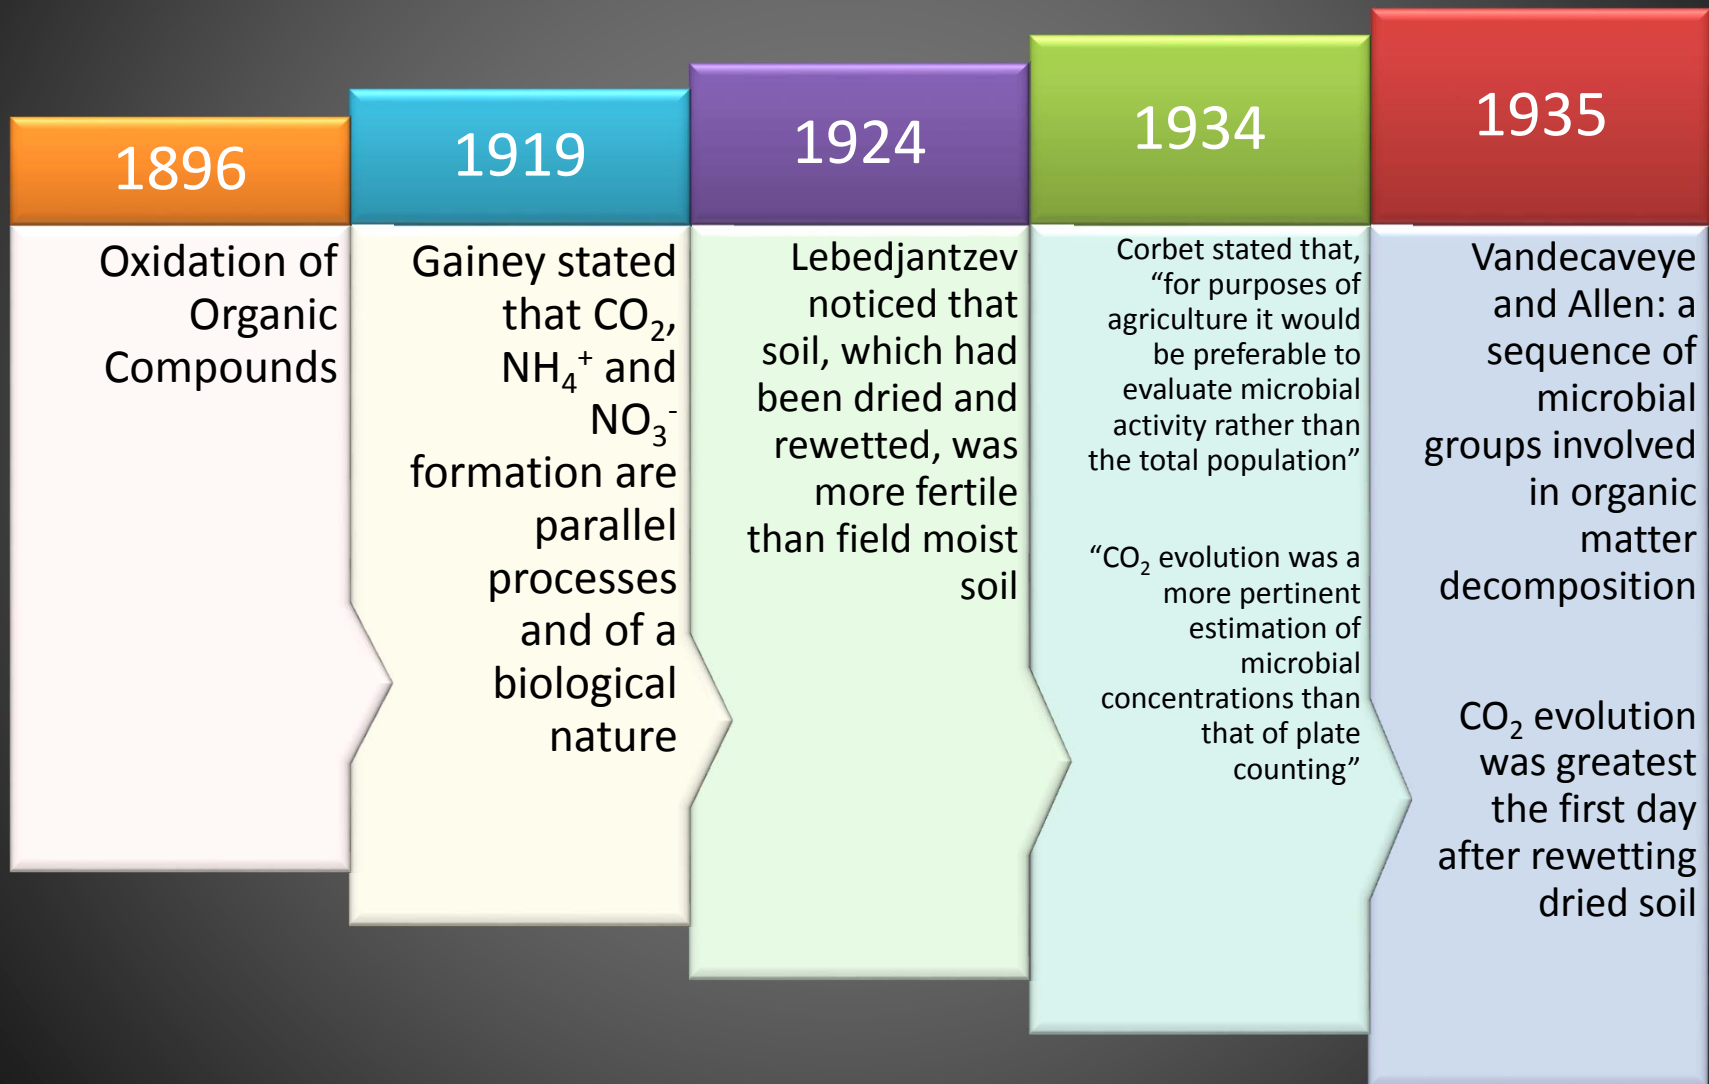 1896
Oxidation of
Organic
Compounds
1919
Gainey stated
that CO₂,
NH₄⁺ and
NO₃⁻
formation are
parallel
processes
and of a
biological
nature
1924
Lebedjantzev
noticed that
soil, which had
been dried and
rewetted, was
more fertile
than field moist
soil
1934
Corbet stated that,
“for purposes of
agriculture it would
be preferable to
evaluate microbial
activity rather than
the total population”
“CO₂ evolution was a
more pertinent
estimation of
microbial
concentrations than
that of plate
counting”
1935
Vandecaveye
and Allen: a
sequence of
microbial
groups involved
in organic
matter
decomposition
CO₂ evolution
was greatest
the first day
after rewetting
dried soil